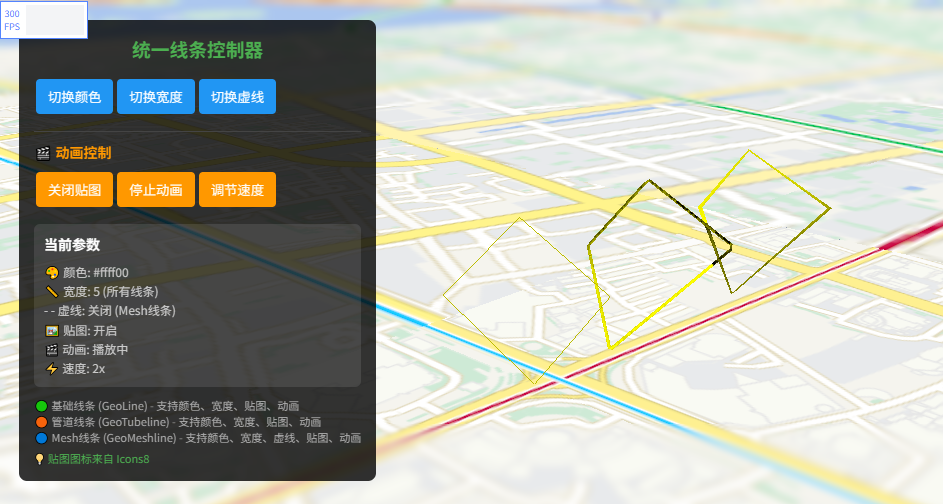 300
FPS
统一线条控制器
切换颜色 切换宽度 切换虚线
🎬 动画控制
关闭贴图 停止动画 调节速度
当前参数
🎨 颜色: #ffff00
📏 宽度: 5 (所有线条)
- - 虚线: 关闭 (Mesh线条)
🖼️ 贴图: 开启
🎬 动画: 播放中
⚡ 速度: 2x
🟢 基础线条 (GeoLine) - 支持颜色、宽度、贴图、动画
🟠 管道线条 (GeoTubeline) - 支持颜色、宽度、贴图、动画
🔵 Mesh线条 (GeoMeshline) - 支持颜色、宽度、虚线、贴图、动画
💡 贴图图标来自 Icons8